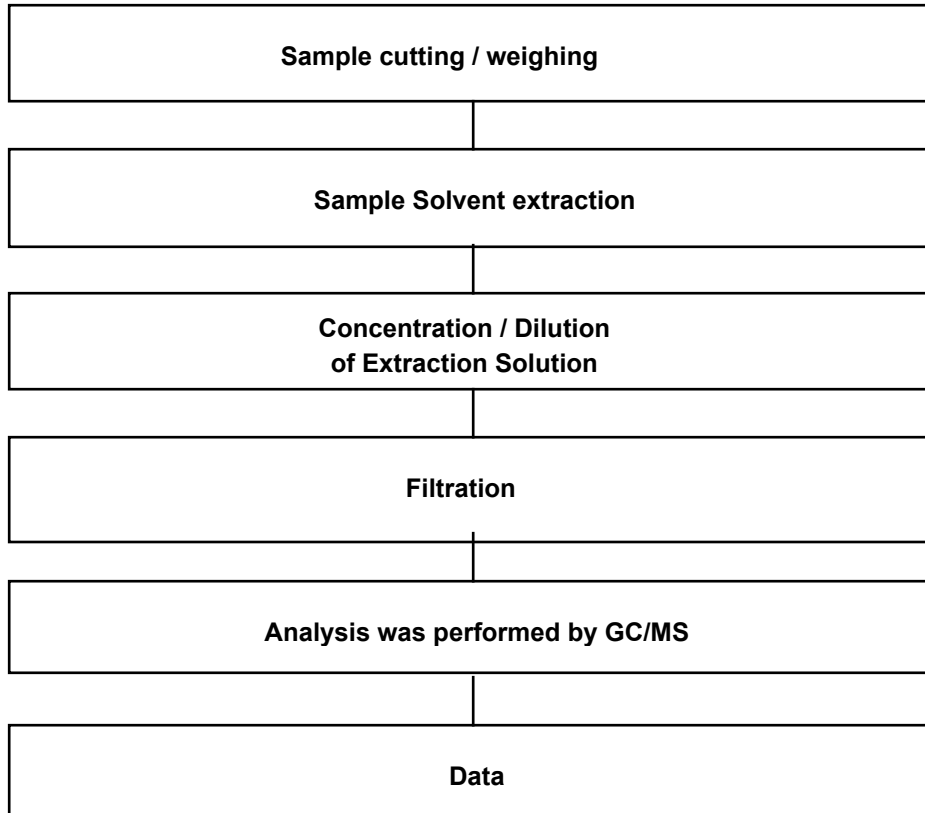 Sample cutting / weighing
Sample Solvent extraction
Concentration / Dilution
of Extraction Solution
Filtration
Analysis was performed by GC/MS
Data